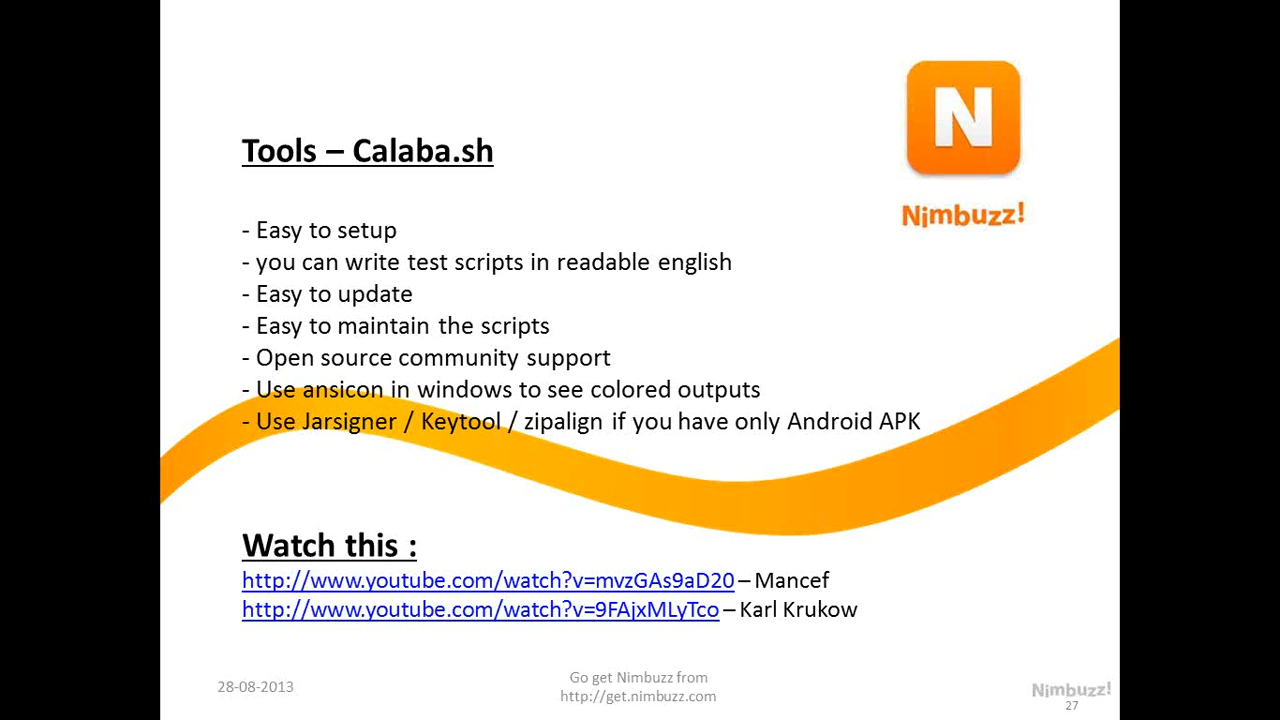 N
Nimbuzz!
Tools – Calaba.sh
- Easy to setup
- you can write test scripts in readable english
- Easy to update
- Easy to maintain the scripts
- Open source community support
- Use ansicon in windows to see colored outputs
- Use Jarsigner / Keytool / zipalign if you have only Android APK
Watch this :
http://www.youtube.com/watch?v=mvzGAs9aD20 – Mancef
http://www.youtube.com/watch?v=9FAjxMLyTco – Karl Krukow
28-08-2013
Go get Nimbuzz from
http://get.nimbuzz.com
Nimbuzz!
27